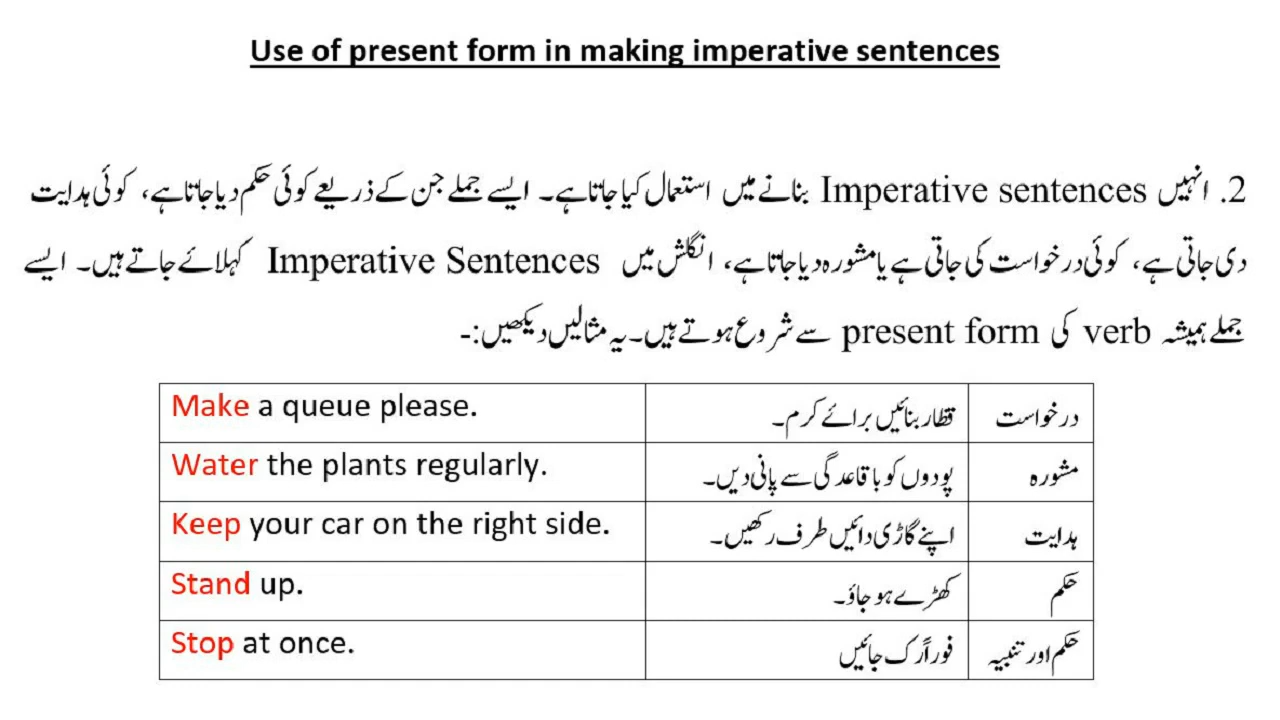 Use of present form in making imperative sentences
2. انہیں Imperative sentences بنانے میں استعمال کیا جاتا ہے۔ ایسے جملے جن کے ذریعے کوئی حکم دیا جاتا ہے، کوئی ہدایت
دی جاتی ہے، کوئی درخواست کی جاتی ہے یا مشورہ دیا جاتا ہے، انگلش میں Imperative Sentences کہلائے جاتے ہیں۔ ایسے
جملے ہمیشہ verb کی present form سے شروع ہوتے ہیں۔ یہ مثالیں دیکھیں:-
Make a queue please. قطار بنائیں برائے کرم۔ درخواست
Water the plants regularly. پودوں کو باقاعدگی سے پانی دیں۔ مشورہ
Keep your car on the right side. اپنے گاڑی دائیں طرف رکھیں۔ ہدایت
Stand up. کھڑے ہو جاؤ۔ حکم
Stop at once. فوراً رک جائیں حکم اور تنبیہ